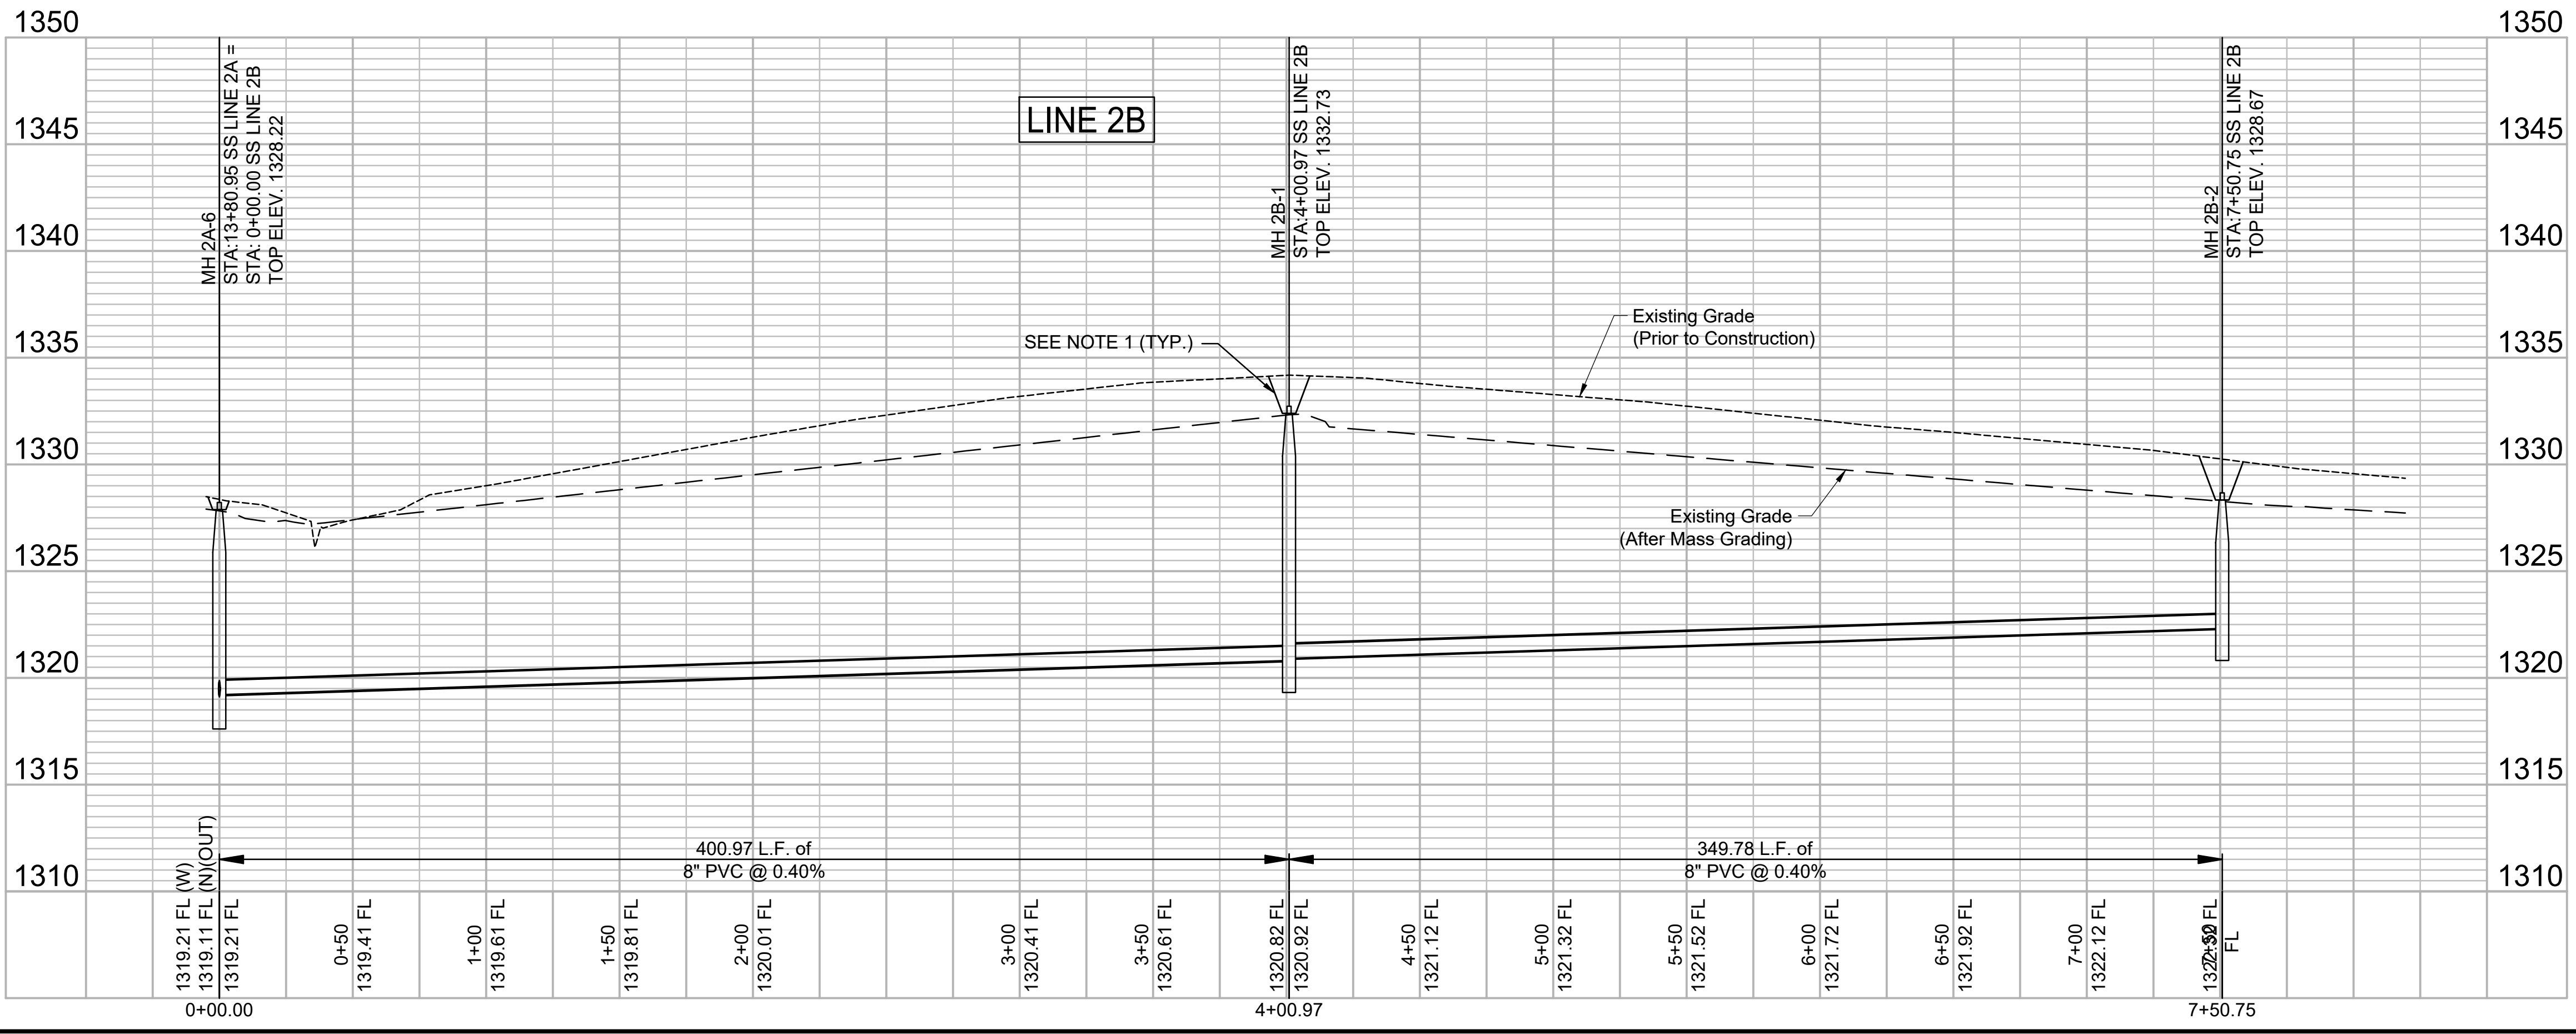 1350
1350
1345
1345
1340
1340
1335
1335
1330
1330
1325
1325
1320
1320
1315
1315
1310
1310
LINE 2B
MH 2A-6
STA:13+80.95 SS LINE 2A =
STA: 0+00.00 SS LINE 2B
TOP ELEV. 1328.22
MH 2B-1
STA:4+00.97 SS LINE 2B
TOP ELEV. 1332.73
MH 2B-2
STA:7+50.75 SS LINE 2B
TOP ELEV. 1328.67
SEE NOTE 1 (TYP.)
Existing Grade
(Prior to Construction)
Existing Grade
(After Mass Grading)
400.97 L.F. of
8" PVC @ 0.40%
349.78 L.F. of
8" PVC @ 0.40%
1319.21 FL (W)
1319.11 FL (N)(OUT)
1319.21 FL
0+50
1319.41 FL
1+00
1319.61 FL
1+50
1319.81 FL
2+00
1320.01 FL
3+00
1320.41 FL
3+50
1320.61 FL
1320.82 FL
1320.92 FL
4+50
1321.12 FL
5+00
1321.32 FL
5+50
1321.52 FL
6+00
1321.72 FL
6+50
1321.92 FL
7+00
1322.12 FL
FL
FL
0+00.00
4+00.97
7+50.75